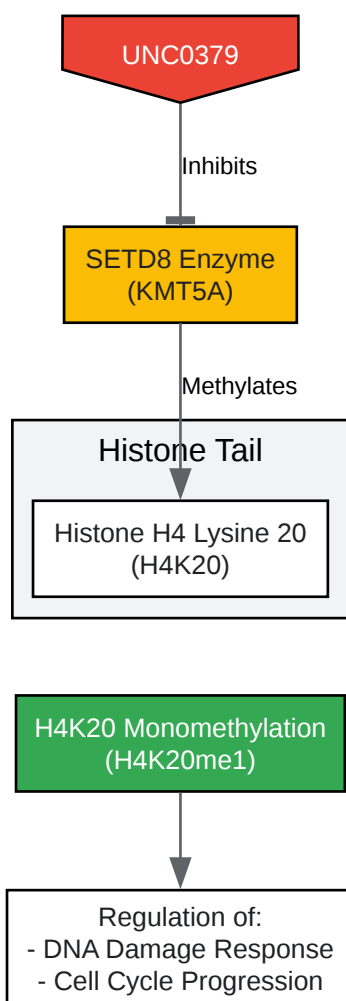 UNC0379
Inhibits
SETD8 Enzyme
(KMT5A)
Methylates
Histone Tail
Histone H4 Lysine 20
(H4K20)
H4K20 Monomethylation
(H4K20me1)
Regulation of:
- DNA Damage Response
- Cell Cycle Progression